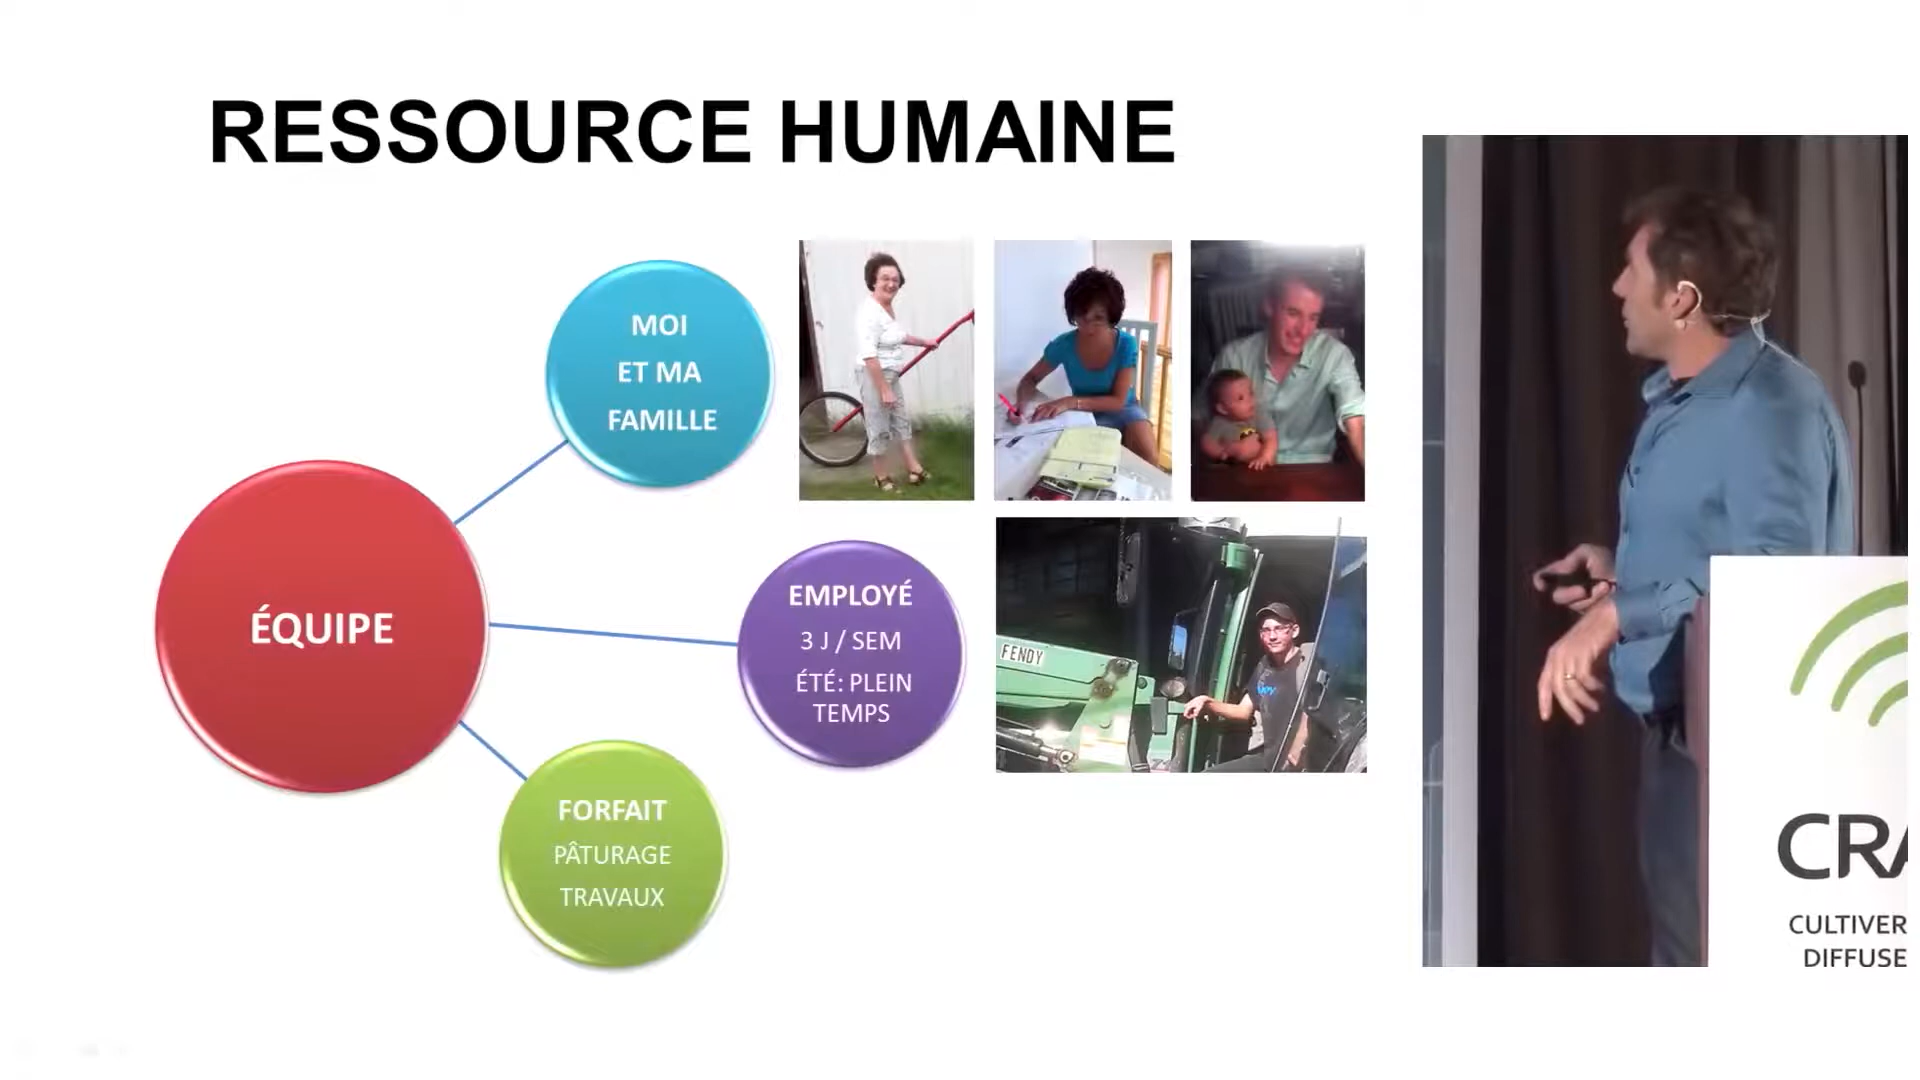 RESSOURCE HUMAINE
MOI
ET MA
FAMILLE
ÉQUIPE
EMPLOYÉ
3 J / SEM
ÉTÉ: PLEIN
TEMPS
FORFAIT
PÂTURAGE
TRAVAUX
FENDY
CRA
CULTIVER
DIFFUSE